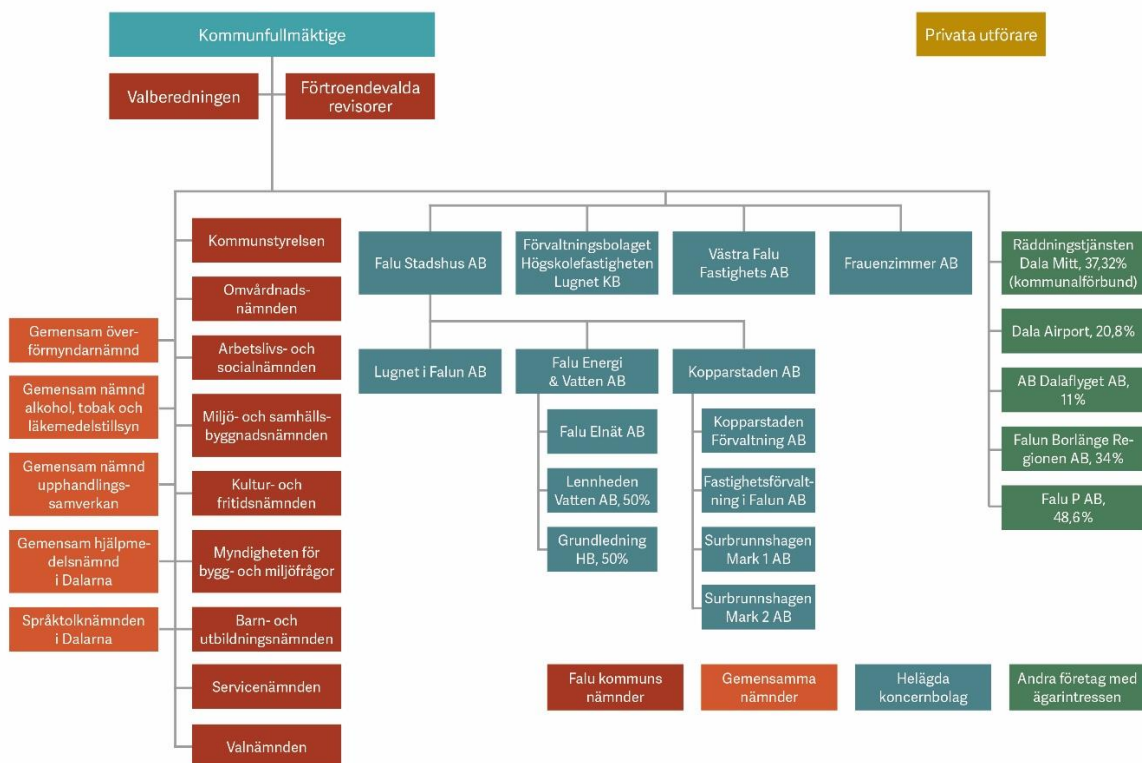 Kommunfullmäktige
Privata utförare
Valberedningen
Förtroendevalda
revisorer
Kommunstyrelsen
Omvårdnads-
nämnden
Arbetslivs- och
socialnämnden
Miljö- och samhälls-
byggnadsnämnden
Kultur- och
fritidsnämnden
Myndigheten för
bygg- och miljöfrågor
Barn- och
utbildningsnämnden
Servicenämnden
Valnämnden
Gemensam över-
förmyndarnämnd
Gemensam nämnd
alkohol, tobak och
läkemedelstillsyn
Gemensam nämnd
upphandlings-
samverkan
Gemensam hjälpme-
delsnämnd
i Dalarna
Språktolknämnden
i Dalarna
Falu Stadshus AB
Förvaltningsbolaget
Högskolefastigheten
Lugnet KB
Västra Falu
Fastighets AB
Frauenzimmer AB
Lugnet i Falun AB
Falu Energi
& Vatten AB
Kopparstaden AB
Falu Elnät AB
Lennheden
Vatten AB, 50%
Grundledning
HB, 50%
Kopparstaden
Förvaltning AB
Fastighetsförvalt-
ning i Falun AB
Surbrunnshagen
Mark 1 AB
Surbrunnshagen
Mark 2 AB
Räddningstjänsten
Dala Mitt, 37,32%
(kommunalförbund)
Dala Airport, 20,8%
AB Dalaflyget AB,
11%
Falun Borlänge Re-
gionen AB, 34%
Falu P AB,
48,6%
Falu kommuns
nämnder
Gemensamma
nämnder
Helägda
koncernbolag
Andra företag med
ägarintressen